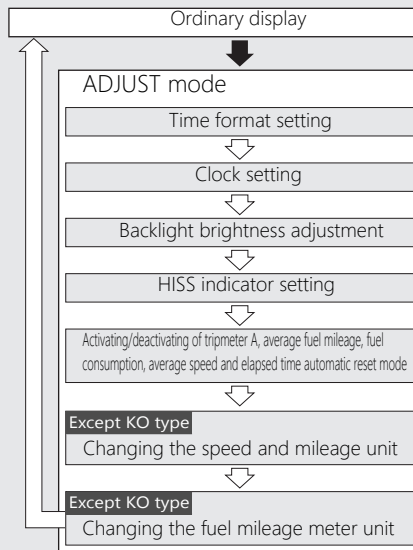 Ordinary display
ADJUST mode
Time format setting
Clock setting
Backlight brightness adjustment
HISS indicator setting
Activating/deactivating of tripmeter A, average fuel mileage, fuel
consumption, average speed and elapsed time automatic reset mode
Except KO type
Changing the speed and mileage unit
Except KO type
Changing the fuel mileage meter unit